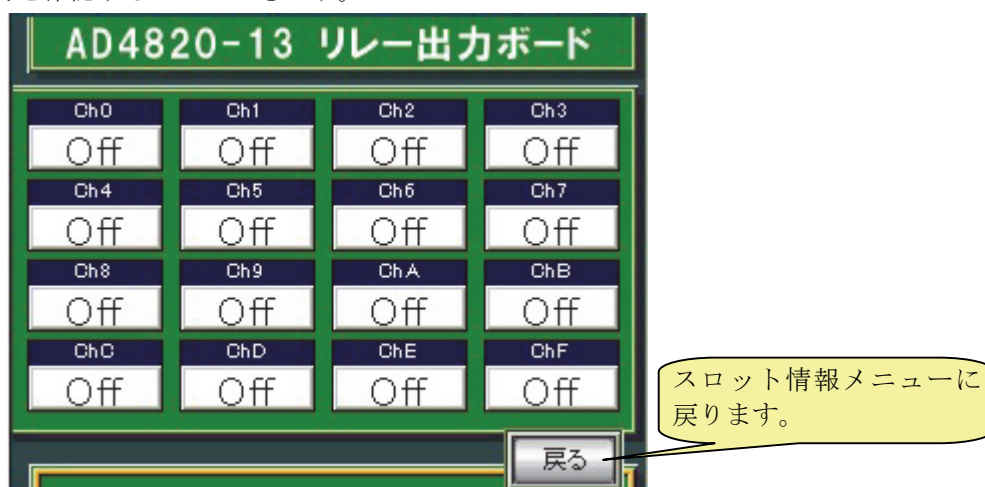 AD4820-13 リレー出力ボード
Ch0 Ch1 Ch2 Ch3
Off Off Off Off
Ch4 Ch5 Ch6 Ch7
Off Off Off Off
Ch8 Ch9 ChA ChB
Off Off Off Off
ChC ChD ChE ChF
Off Off Off Off
スロット情報メニューに
戻ります。
戻る